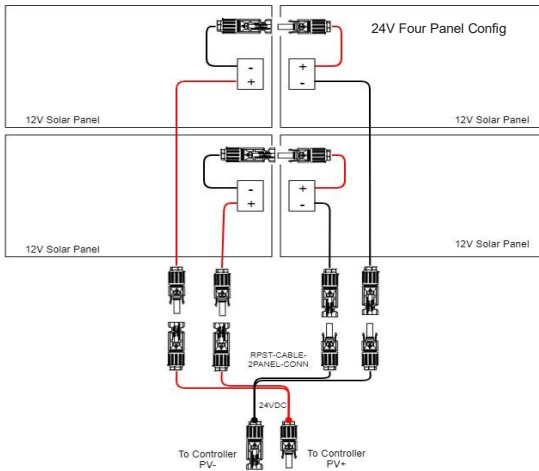 24V Four Panel Config
-
+
+
-
12V Solar Panel
12V Solar Panel
-
+
+
-
12V Solar Panel
12V Solar Panel
RPST-CABLE-
2PANEL-CONN
24VDC
To Controller
PV-
To Controller
PV+